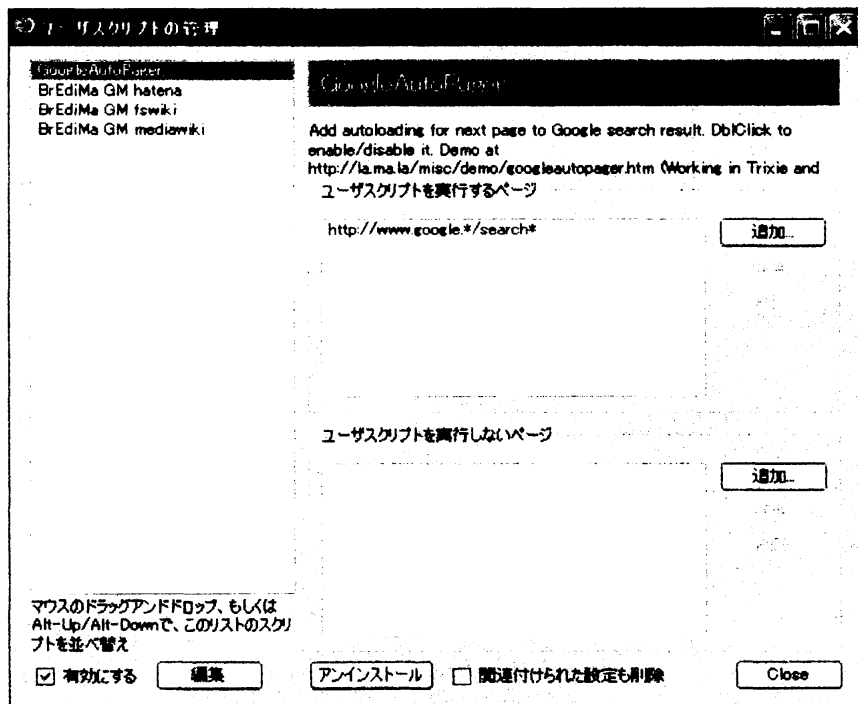 ユーザスクリプトの管理
GoogleAutoPager
BrEdiMa GM hatena
BrEdiMa GM fswiki
BrEdiMa GM mediawiki
GoogleAutoPager
Add autoloading for next page to Google search result. DblClick to
enable/disable it. Demo at
http://la.ma.la/misc/demo/googleautopager.htm (Working in Trixie and
ユーザスクリプトを実行するページ
http://www.google.*/search*
追加...
ユーザスクリプトを実行しないページ
追加...
マウスのドラッグアンドドロップ、もしくは
Alt-Up/Alt-Downで、このリストのスクリ
プトを並べ替え
有効にする
編集
アンインストール
関連付けられた設定も削除
Close